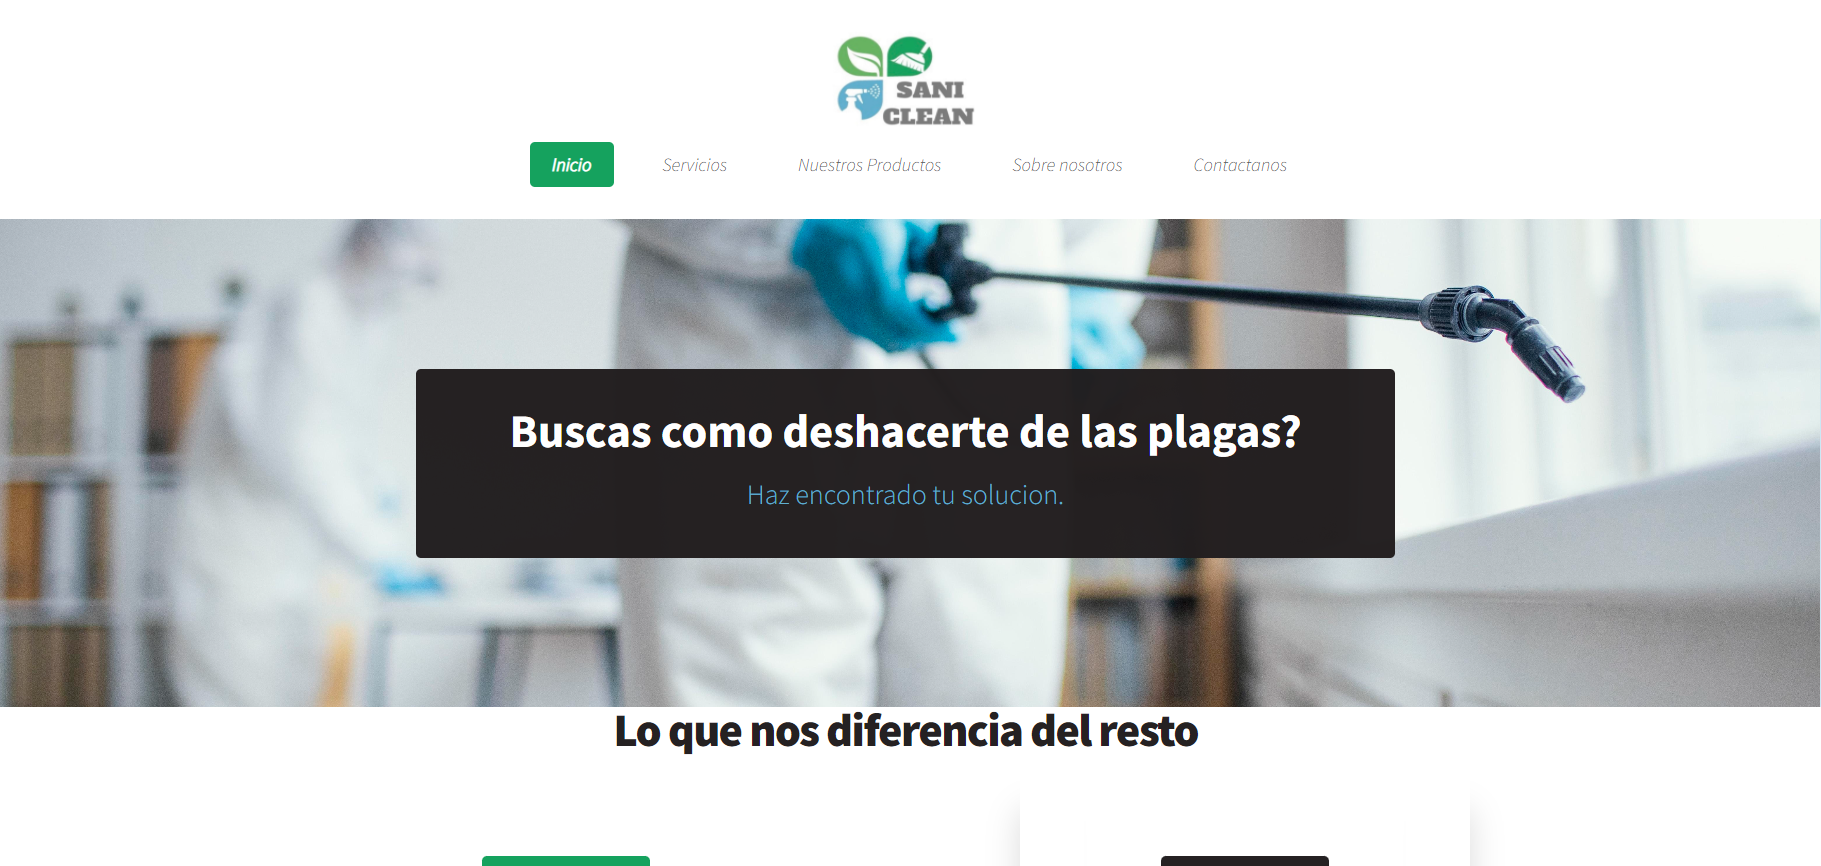 SANI
CLEAN
Inicio Servicios Nuestros Productos Sobre nosotros Contactanos
Buscas como deshacerte de las plagas?
Haz encontrado tu solucion.
Lo que nos diferencia del resto